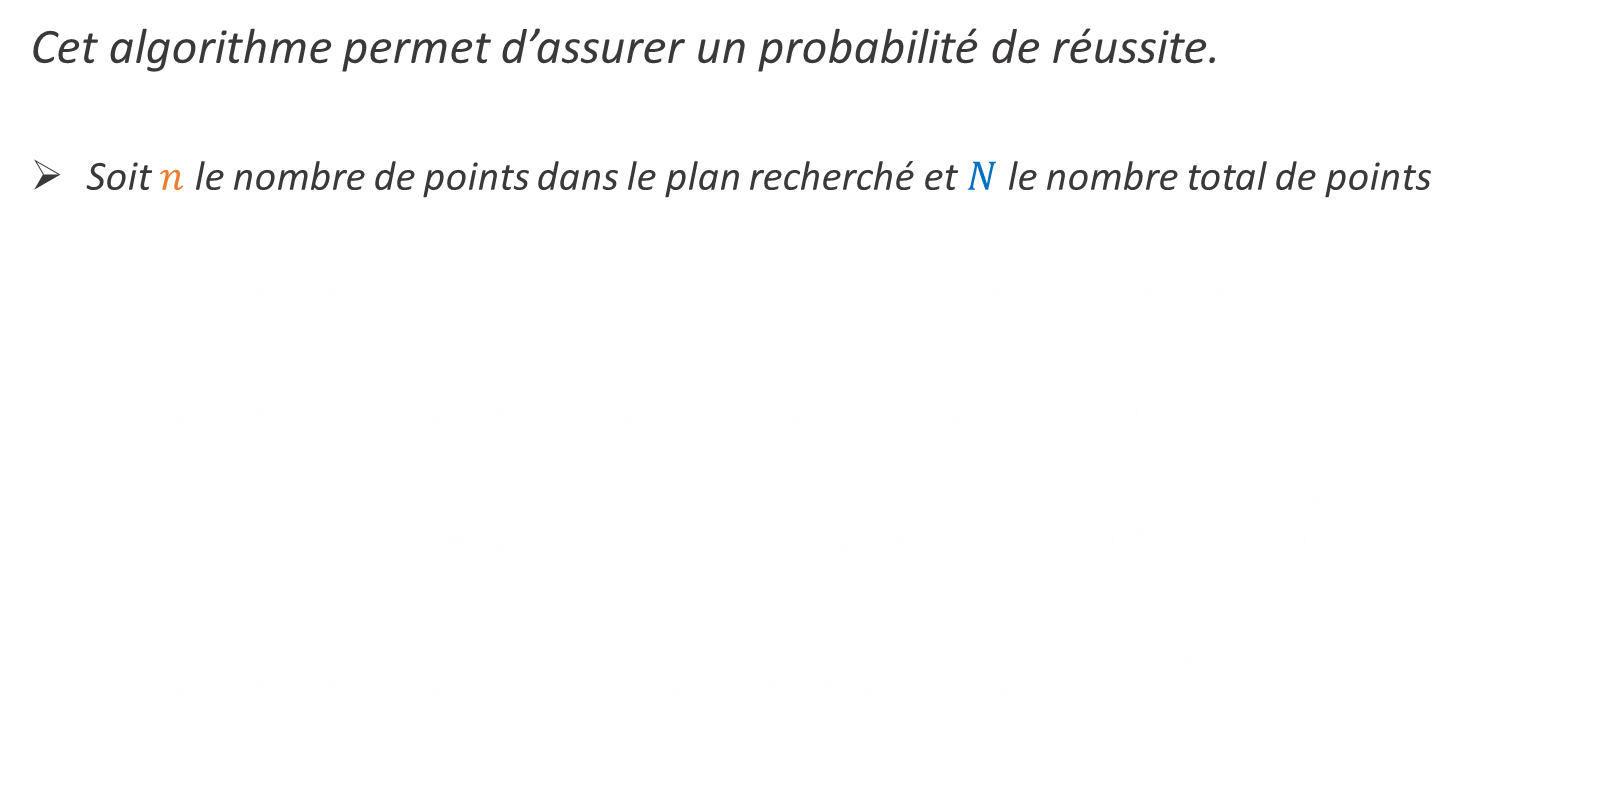 Cet algorithme permet d’assurer un probabilité de réussite.
➢ Soit n le nombre de points dans le plan recherché et N le nombre total de points